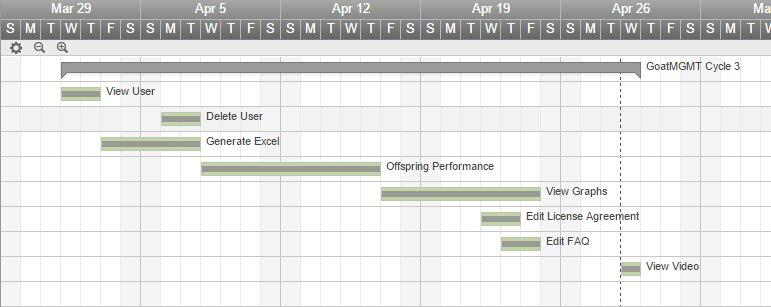 Mar 29 Apr 5 Apr 12 Apr 19 Apr 26 Ma
S M T W T F S S M T W T F S S M T W T F S S M T W T F S S M T W T F S S M T W
GoatMGMT Cycle 3
View User
Delete User
Generate Excel
Offspring Performance
View Graphs
Edit License Agreement
Edit FAQ
View Video